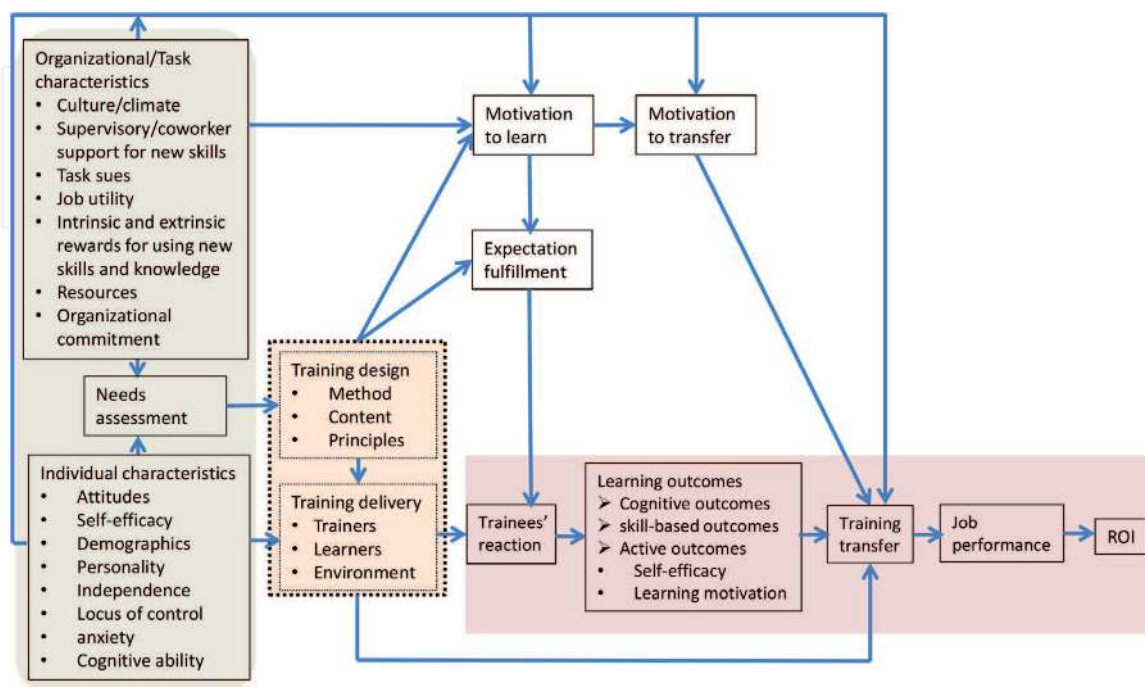 Organizational/Task
characteristics
• Culture/climate
• Supervisory/coworker
support for new skills
• Task sues
• Job utility
• Intrinsic and extrinsic
rewards for using new
skills and knowledge
• Resources
• Organizational
commitment
Needs
assessment
Individual characteristics
• Attitudes
• Self-efficacy
• Demographics
• Personality
• Independence
• Locus of control
• anxiety
• Cognitive ability
Training design
• Method
• Content
• Principles
Training delivery
• Trainers
• Learners
• Environment
Motivation
to learn
Motivation
to transfer
Expectation
fulfillment
Trainees’
reaction
Learning outcomes
➢ Cognitive outcomes
➢ skill-based outcomes
➢ Active outcomes
• Self-efficacy
• Learning motivation
Training
transfer
Job
performance
ROI